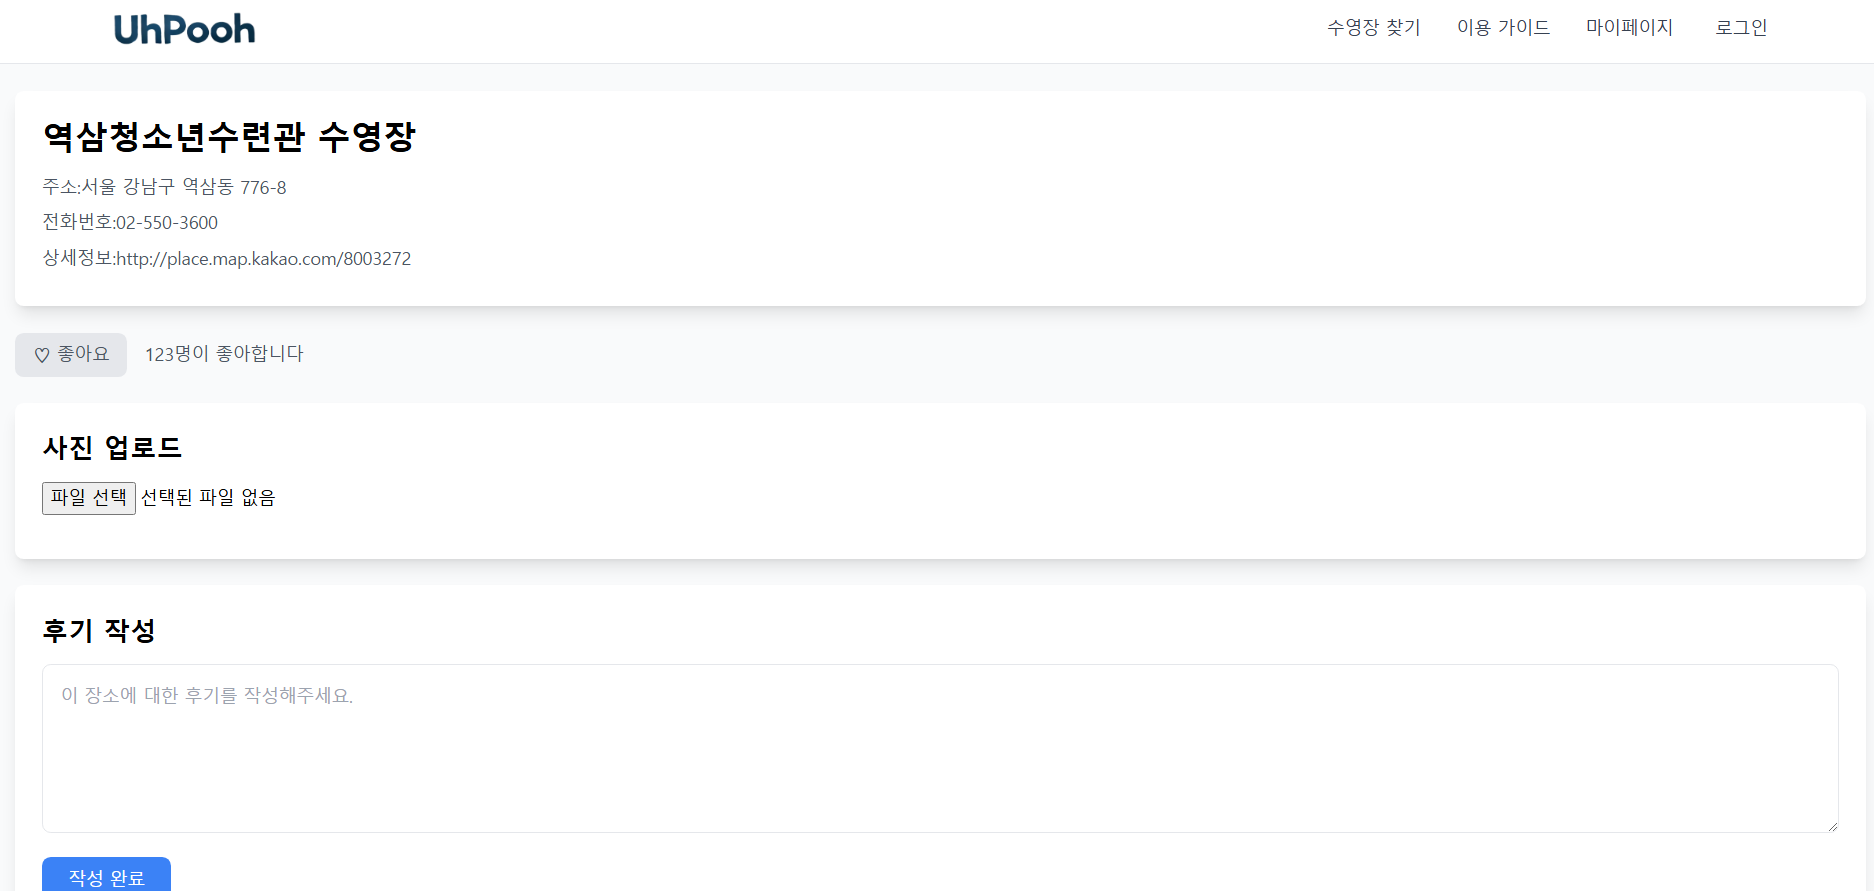 UhPooh
수영장 찾기 이용 가이드 마이페이지 로그인
역삼청소년수련관 수영장
주소:서울 강남구 역삼동 776-8
전화번호:02-550-3600
상세정보:http://place.map.kakao.com/8003272
♡ 좋아요 123명이 좋아합니다
사진 업로드
파일 선택 선택된 파일 없음
후기 작성
이 장소에 대한 후기를 작성해주세요.
작성 완료